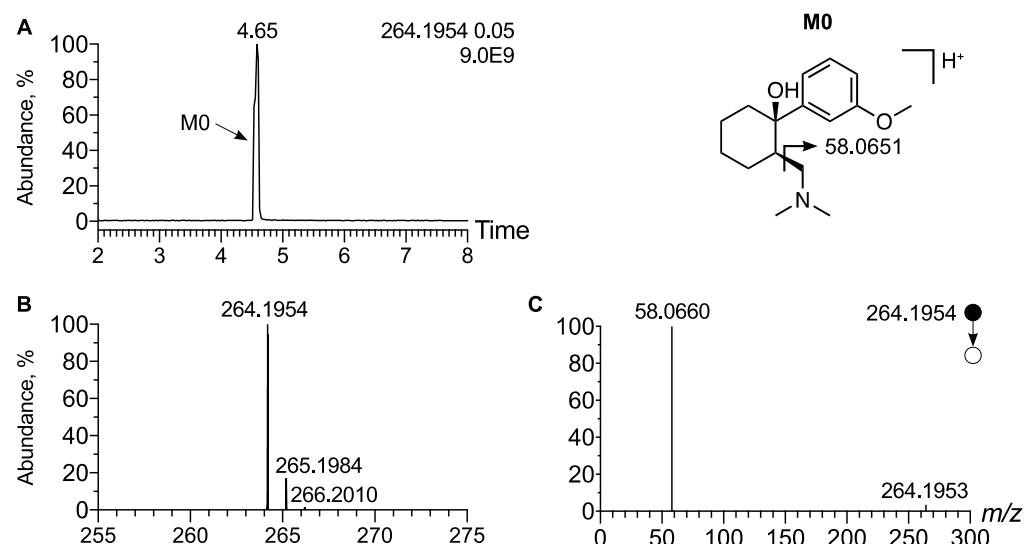 A
4.65
264.1954 0.05
9.0E9
Abundance, %
100
80
60
40
20
0
M0
Time
2 3 4 5 6 7 8
M0
H+
OH
O
58.0651
N
B
264.1954
Abundance, %
100
80
60
40
20
0
265.1984
266.2010
255 260 265 270 275
C
58.0660
264.1954
100
80
60
40
20
0
264.1953
m/z
0 50 100 150 200 250 300